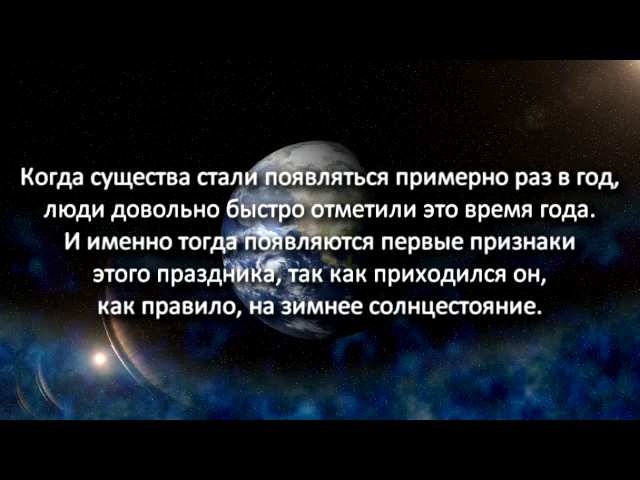 Когда существа стали появляться примерно раз в год,
люди довольно быстро отметили это время года.
И именно тогда появляются первые признаки
этого праздника, так как приходился он,
как правило, на зимнее солнцестояние.